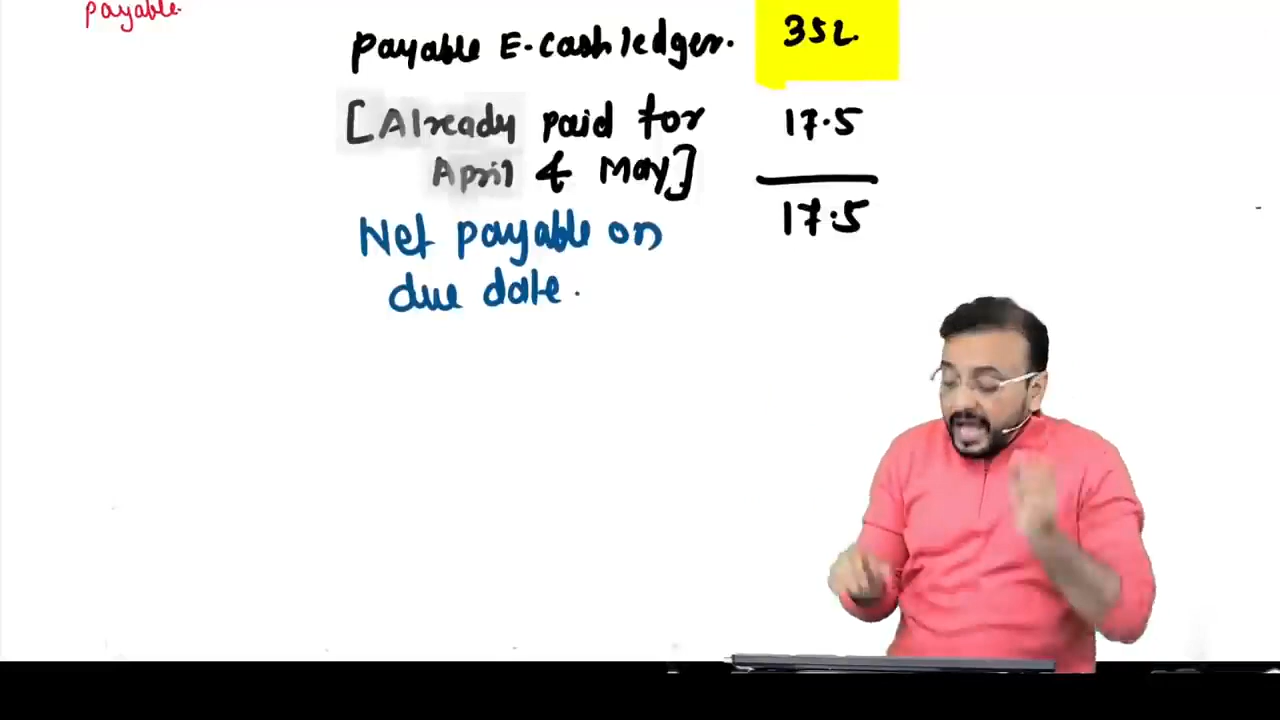 payable.
payable E-cash ledger. 35L.
[Already paid for 17.5
April & May]
17.5
Net payable on
due date.